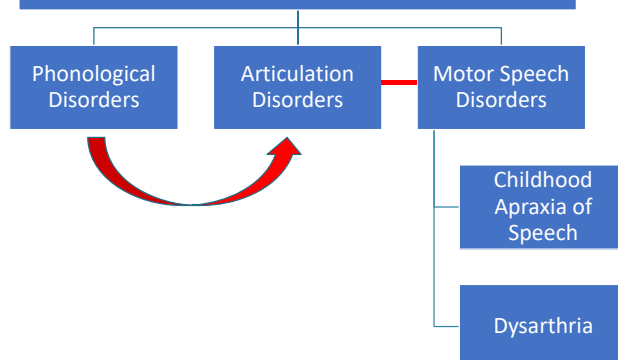 Phonological
Disorders
Articulation
Disorders
Motor Speech
Disorders
Childhood
Apraxia of
Speech
Dysarthria